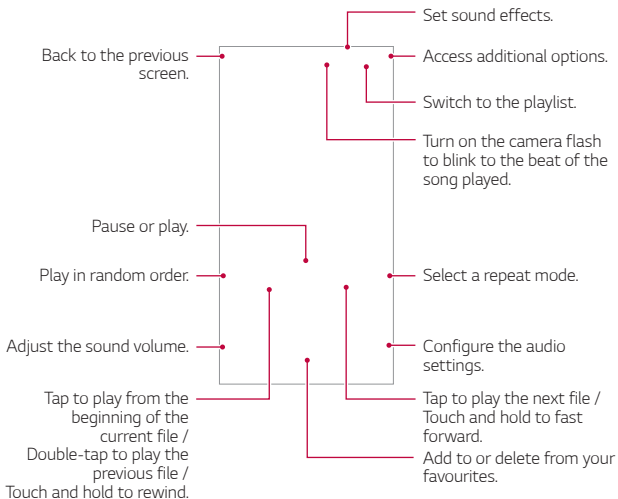 Set sound effects.
Back to the previous
screen.
Access additional options.
Switch to the playlist.
Turn on the camera flash
to blink to the beat of the
song played.
Pause or play.
Play in random order.
Select a repeat mode.
Adjust the sound volume.
Configure the audio
settings.
Tap to play from the
beginning of the
current file /
Double-tap to play the
previous file /
Touch and hold to rewind.
Tap to play the next file /
Touch and hold to fast
forward.
Add to or delete from your
favourites.